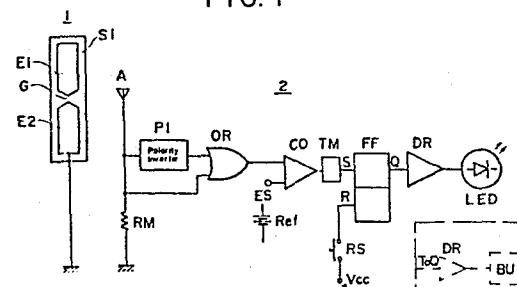 FIG. 1
1
S1
E1
G
E2
A
2
P1
Polarity
Inverter
OR
CO
TM
S
FF
Q
DR
LED
ES
R
Ref
RM
RS
Vcc
ToQ
DR
BU